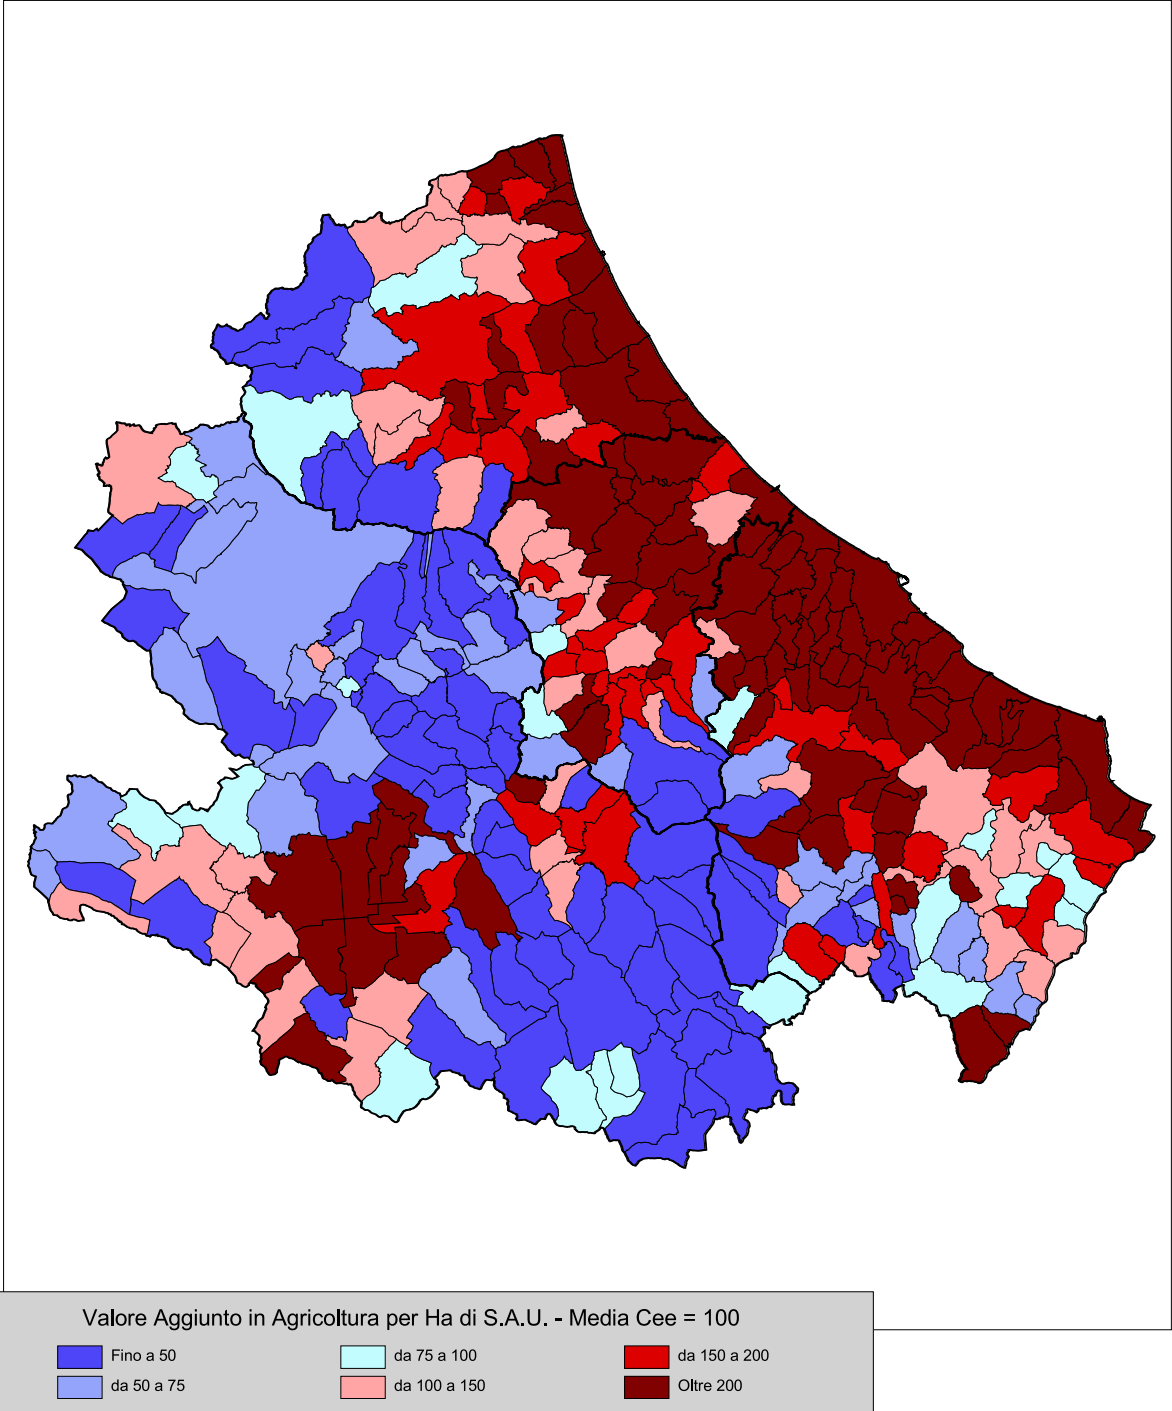 Valore Aggiunto in Agricoltura per Ha di S.A.U. - Media Cee = 100
Fino a 50
da 75 a 100
da 150 a 200
da 50 a 75
da 100 a 150
Oltre 200